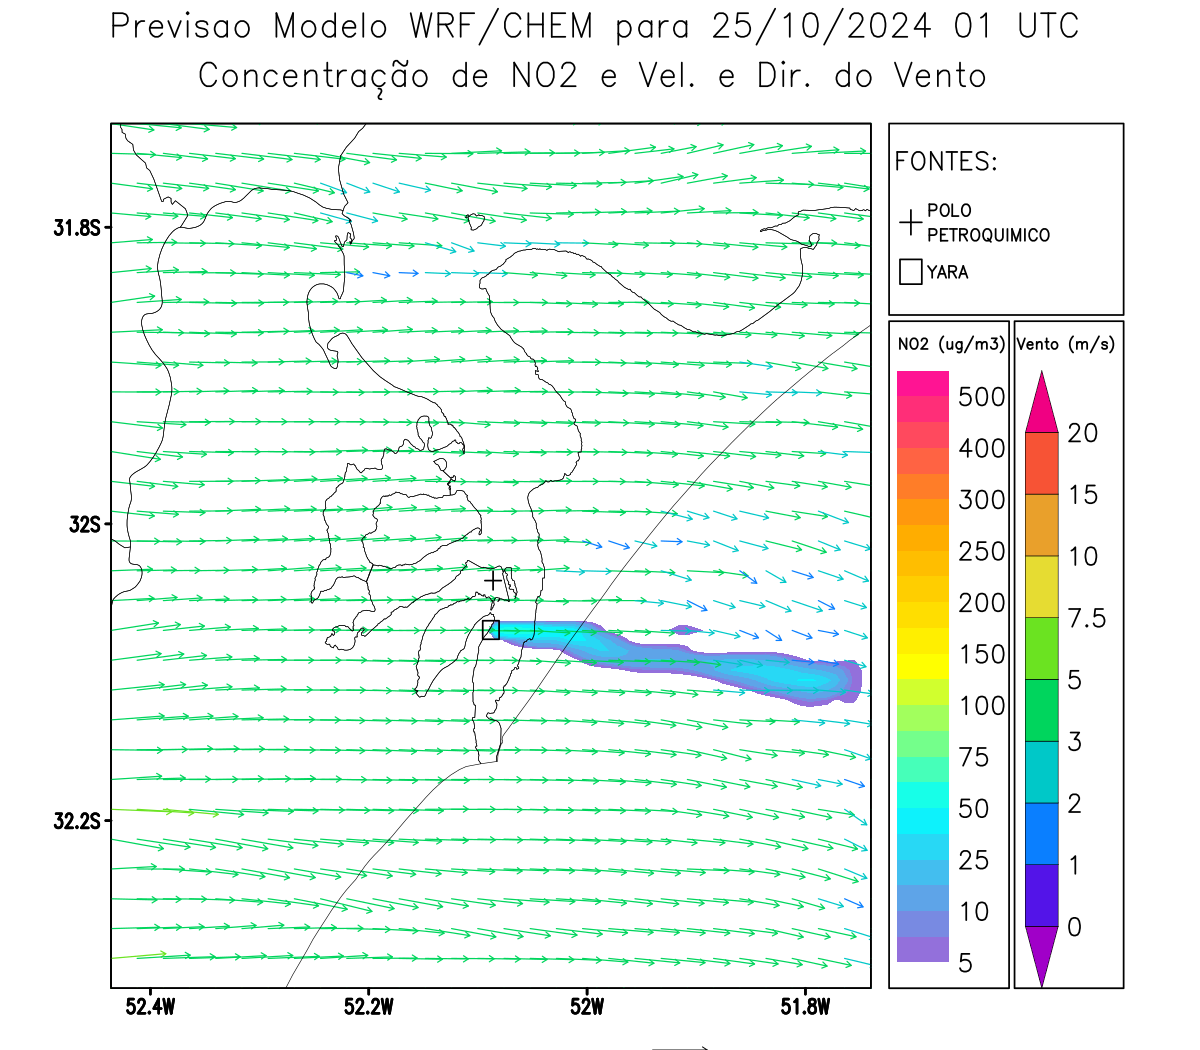 Previsao Modelo WRF/CHEM para 25/10/2024 01 UTC
Concentração de NO2 e Vel. e Dir. do Vento
FONTES:
POLO
PETROQUIMICO
YARA
NO2 (ug/m3)
500
400
300
250
200
150
100
75
50
25
10
5
Vento (m/s)
20
15
10
7.5
5
3
2
1
0
31.8S
32S
32.2S
52.4W
52.2W
52W
51.8W